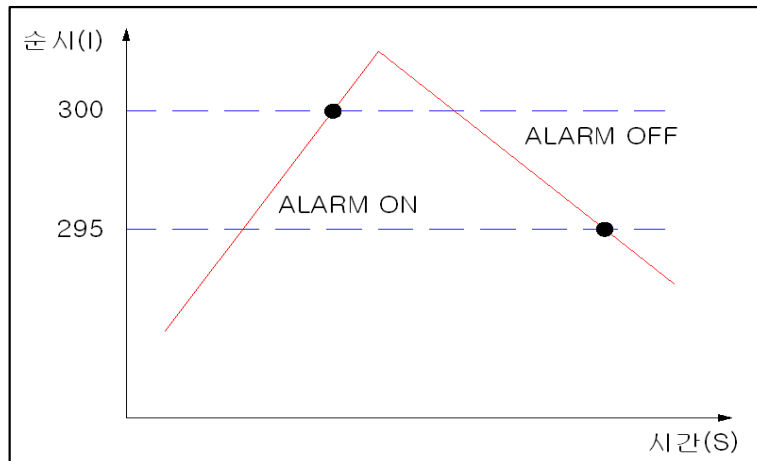 순시(I)
300
ALARM OFF
ALARM ON
295
시간(S)